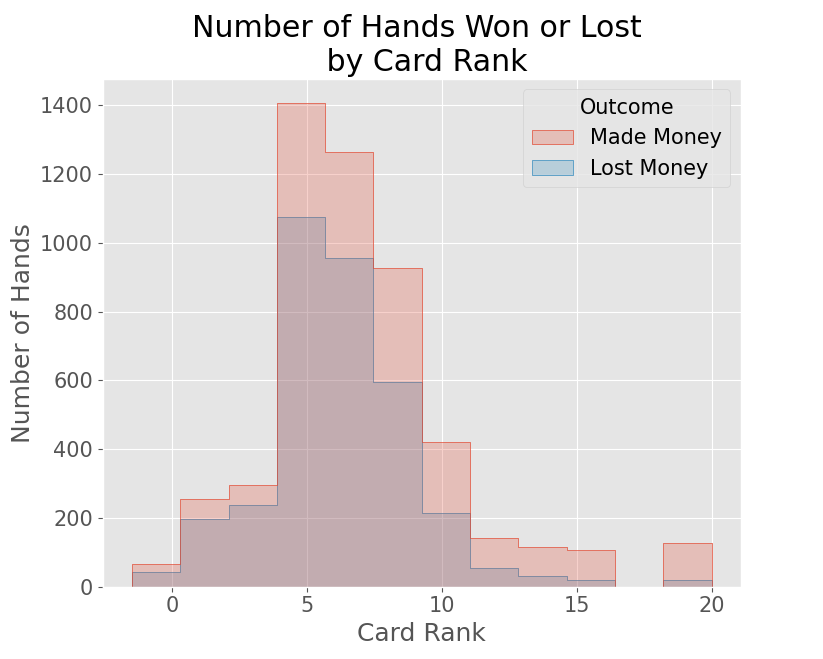 Number of Hands Won or Lost
by Card Rank
Outcome
Made Money
Lost Money
Number of Hands
1400
1200
1000
800
600
400
200
0
0 5 10 15 20
Card Rank